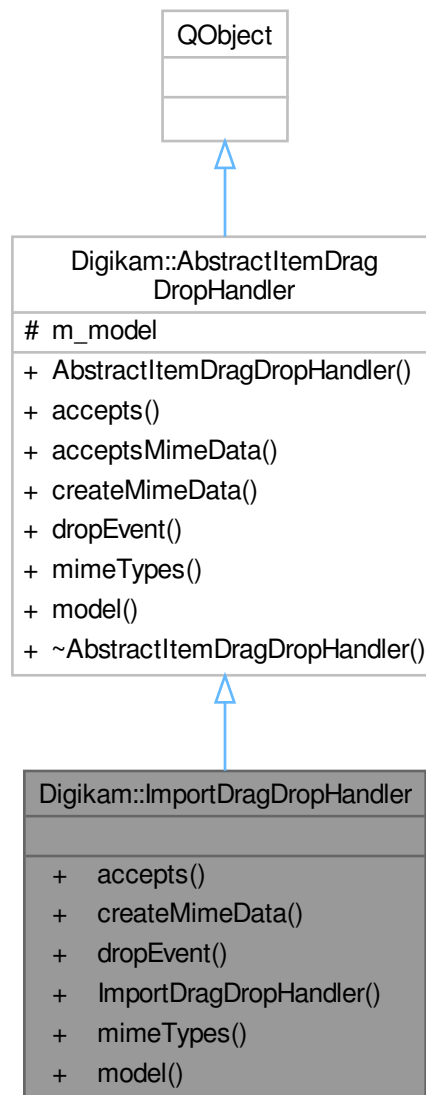 QObject
Digikam::AbstractItemDrag
DropHandler
# m_model
+ AbstractItemDragDropHandler()
+ accepts()
+ acceptsMimeData()
+ createMimeData()
+ dropEvent()
+ mimeTypes()
+ model()
+ ~AbstractItemDragDropHandler()
Digikam::ImportDragDropHandler
+ accepts()
+ createMimeData()
+ dropEvent()
+ ImportDragDropHandler()
+ mimeTypes()
+ model()